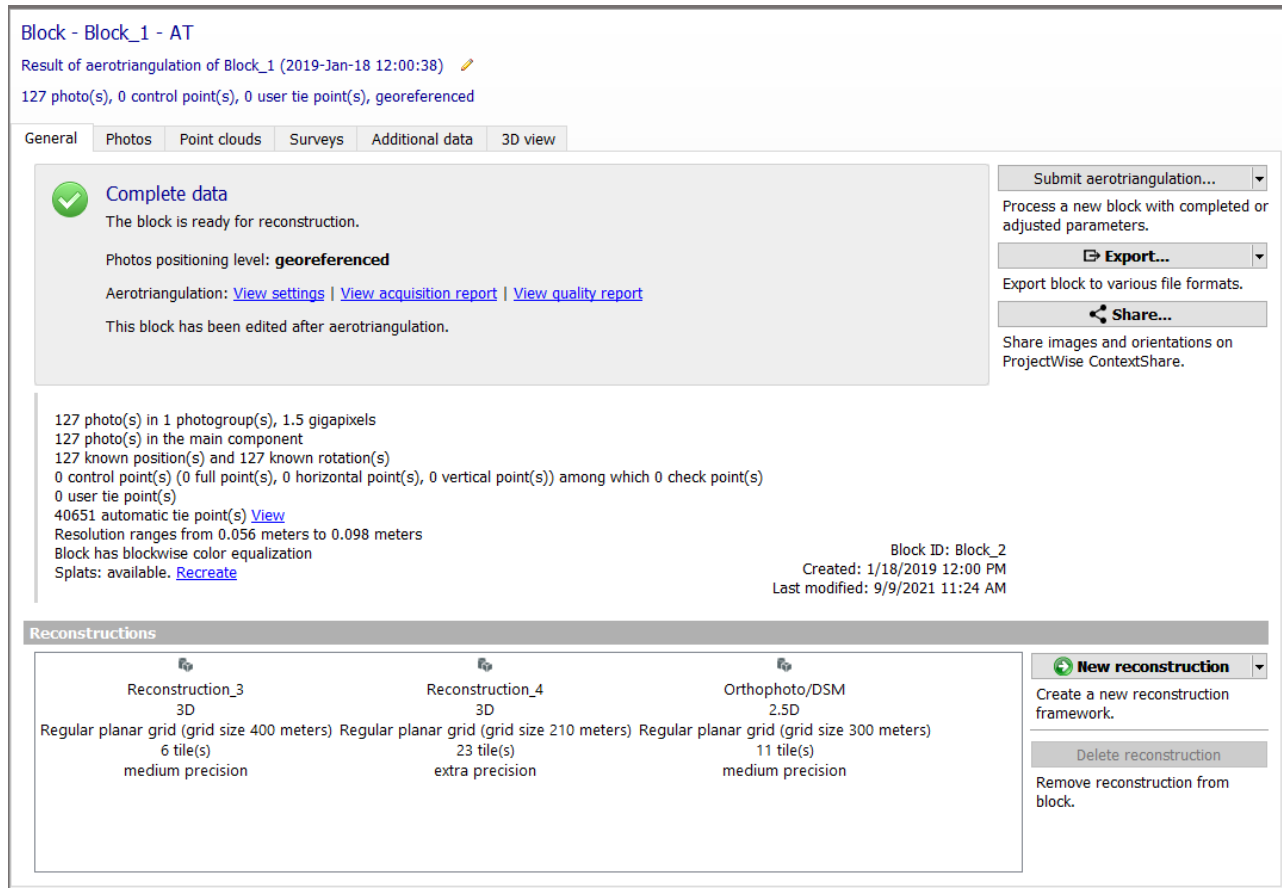 Block - Block_1 - AT
Result of aerotriangulation of Block_1 (2019-Jan-18 12:00:38)
127 photo(s), 0 control point(s), 0 user tie point(s), georeferenced
General Photos Point clouds Surveys Additional data 3D view
Complete data
The block is ready for reconstruction.
Photos positioning level: georeferenced
Aerotriangulation: View settings | View acquisition report | View quality report
This block has been edited after aerotriangulation.
Submit aerotriangulation...
Process a new block with completed or
adjusted parameters.
Export...
Export block to various file formats.
Share...
Share images and orientations on
ProjectWise ContextShare.
127 photo(s) in 1 photogroup(s), 1.5 gigapixels
127 photo(s) in the main component
127 known position(s) and 127 known rotation(s)
0 control point(s) (0 full point(s), 0 horizontal point(s), 0 vertical point(s)) among which 0 check point(s)
0 user tie point(s)
40651 automatic tie point(s) View
Resolution ranges from 0.056 meters to 0.098 meters
Block has blockwise color equalization
Splats: available. Recreate
Block ID: Block_2
Created: 1/18/2019 12:00 PM
Last modified: 9/9/2021 11:24 AM
Reconstructions
Reconstruction_3
3D
Regular planar grid (grid size 400 meters)
6 tile(s)
medium precision
Reconstruction_4
3D
Regular planar grid (grid size 210 meters)
23 tile(s)
extra precision
Orthophoto/DSM
2.5D
Regular planar grid (grid size 300 meters)
11 tile(s)
medium precision
New reconstruction
Create a new reconstruction
framework.
Delete reconstruction
Remove reconstruction from
block.